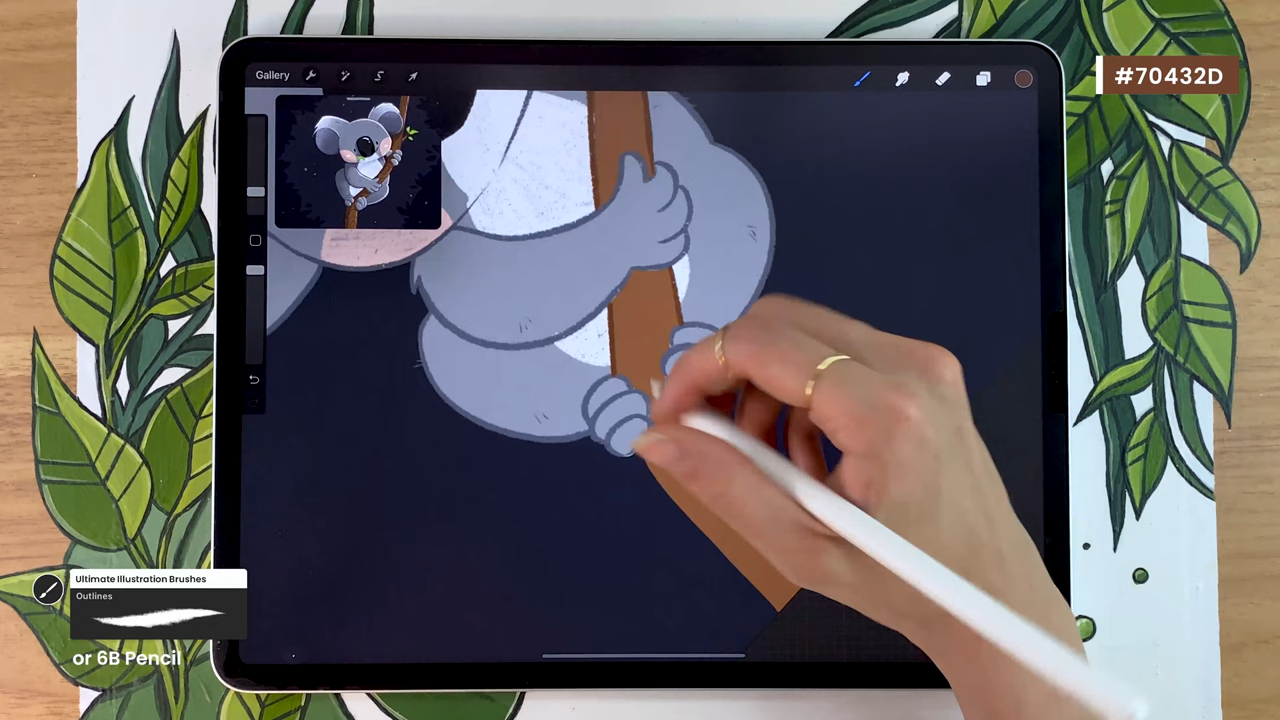 Gallery
#70432D
Ultimate Illustration Brushes
Outlines
or 6B Pencil